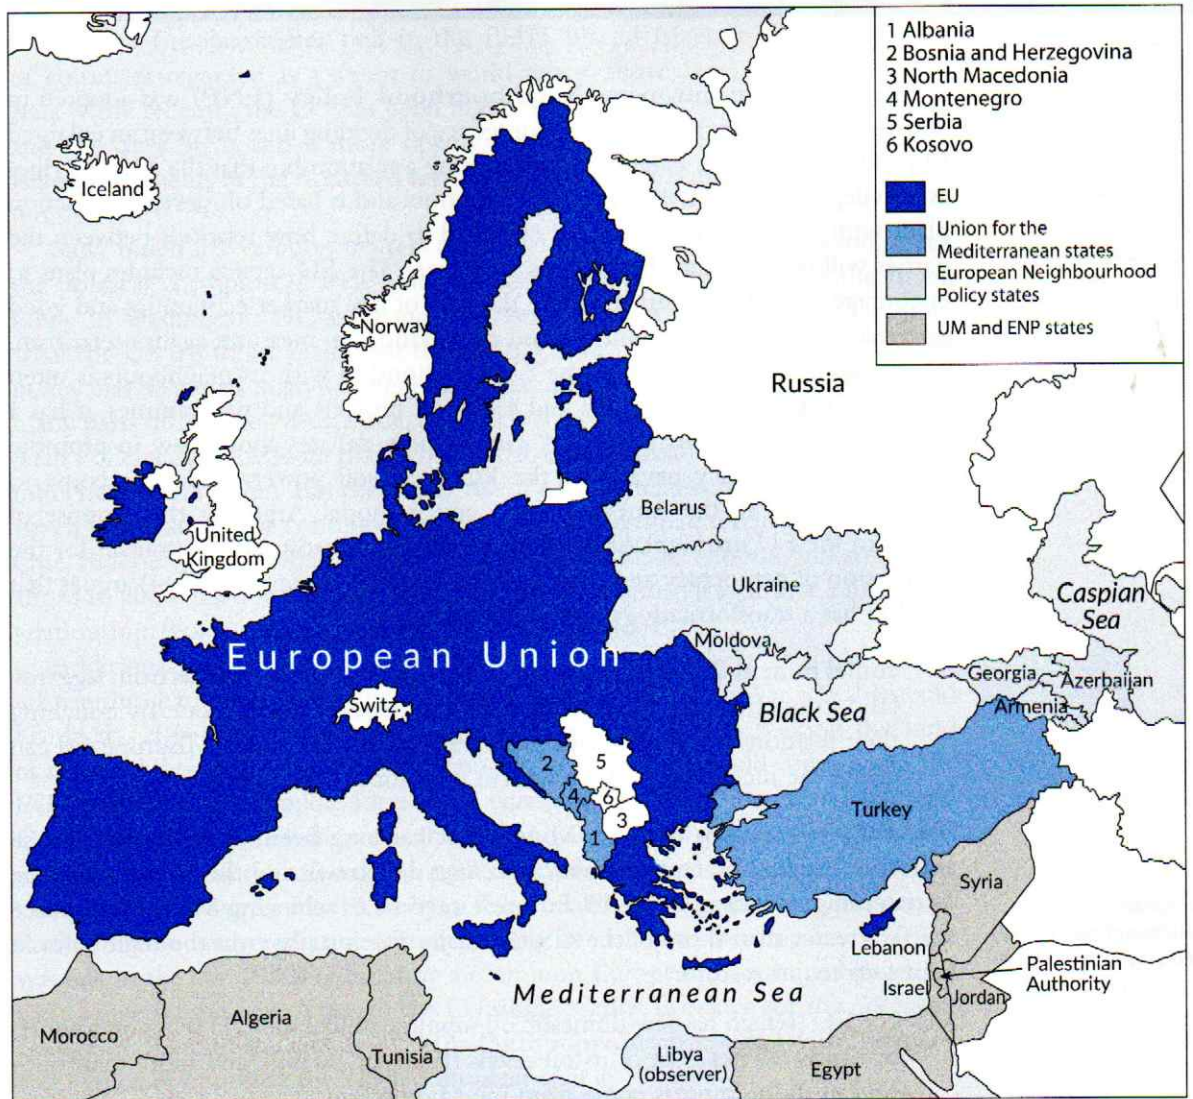 1 Albania
2 Bosnia and Herzegovina
3 North Macedonia
4 Montenegro
5 Serbia
6 Kosovo
EU
Union for the
Mediterranean states
European Neighbourhood
Policy states
UM and ENP states
Iceland
Norway
Russia
United
Kingdom
Belarus
Ukraine
Caspian
Sea
Moldova
European Union
Georgia
Azerbaijan
Armenia
Switz.
Black Sea
2
5
4
6
3
1
Turkey
Syria
Lebanon
Palestinian
Authority
Israel
Jordan
Mediterranean Sea
Morocco
Algeria
Tunisia
Libya
(observer)
Egypt